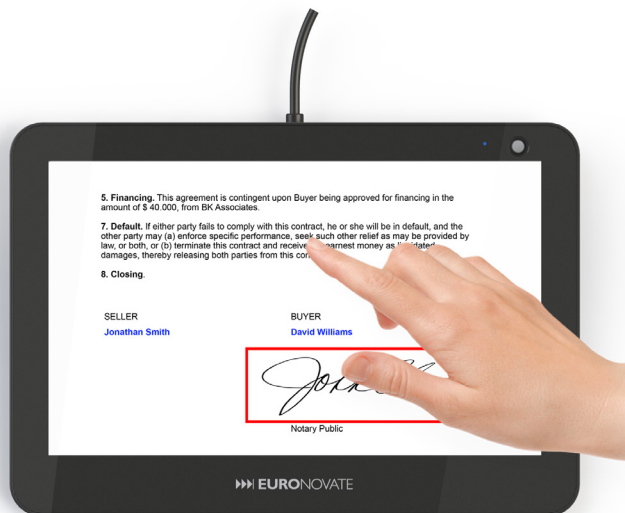 5. Financing. This agreement is contingent upon Buyer being approved for financing in the
amount of $ 40.000, from BK Associates.
7. Default. If either party fails to comply with this contract, he or she will be in default, and the
other party may (a) enforce specific performance, seek such other relief as may be provided by
law, or both, or (b) terminate this contract and receive earnest money as
damages, thereby releasing both parties from this
8. Closing.
SELLER BUYER
Jonathan Smith David Williams
Notary Public
EURONOVATE